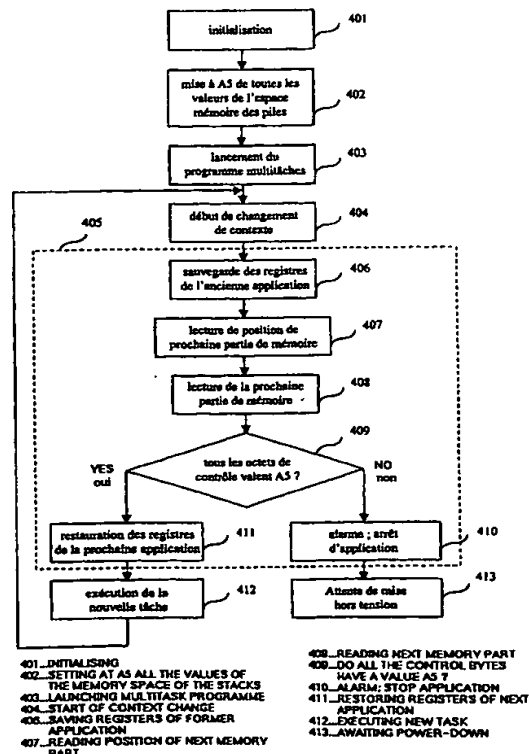 initialisation
401
mise à A5 de toutes les
valeurs de l'espace
mémoire des piles
402
lancement du
programme multitâches
403
début de changement
de contexte
404
405
sauvegarde des registres
de l'ancienne application
406
lecture de position de
prochaine partie de mémoire
407
lecture de la prochaine
partie de mémoire
408
409
tous les octets de
contrôle valent A5 ?
YES
oui
NO
non
restauration des registres
de la prochaine application
411
alarme ; arrêt
d'application
410
exécution de la
nouvelle tâche
412
Attente de mise
hors tension
413
401...INITIALISING
402...SETTING AT A5 ALL THE VALUES OF
THE MEMORY SPACE OF THE STACKS
403...LAUNCHING MULTITASK PROGRAMME
404...START OF CONTEXT CHANGE
406...SAVING REGISTERS OF FORMER
APPLICATION
407...READING POSITION OF NEXT MEMORY
PART
408...READING NEXT MEMORY PART
409...DO ALL THE CONTROL BYTES
HAVE A VALUE A5 ?
410...ALARM; STOP APPLICATION
411...RESTORING REGISTERS OF NEXT
APPLICATION
412...EXECUTING NEW TASK
413...AWAITING POWER-DOWN